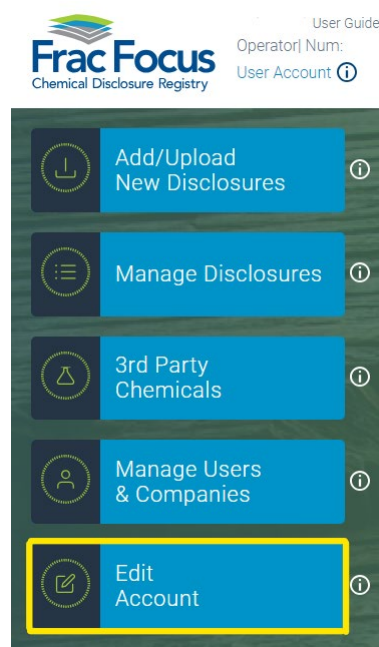 User Guide
Frac Focus
Chemical Disclosure Registry
Operator| Num:
User Account
Add/Upload
New Disclosures
Manage Disclosures
3rd Party
Chemicals
Manage Users
& Companies
Edit
Account